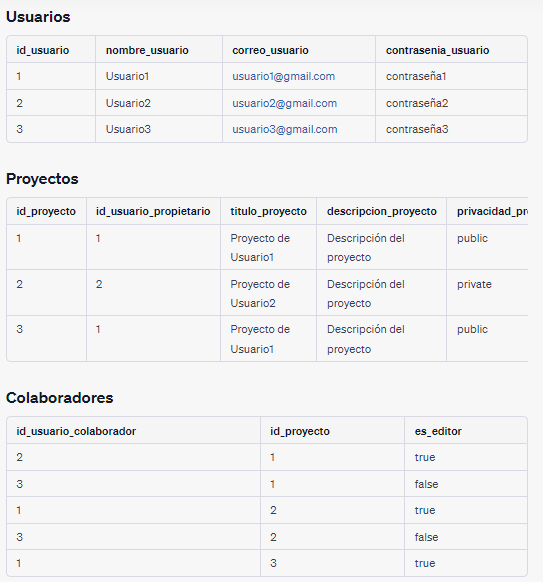 Usuarios
id_usuario nombre_usuario correo_usuario contrasenia_usuario
1 Usuario1 usuario1@gmail.com contraseña1
2 Usuario2 usuario2@gmail.com contraseña2
3 Usuario3 usuario3@gmail.com contraseña3
Proyectos
id_proyecto id_usuario_propietario titulo_proyecto descripcion_proyecto privacidad_pr
1 1 Proyecto de Usuario1 Descripción del proyecto public
2 2 Proyecto de Usuario2 Descripción del proyecto private
3 1 Proyecto de Usuario1 Descripción del proyecto public
Colaboradores
id_usuario_colaborador id_proyecto es_editor
2 1 true
3 1 false
1 2 true
3 2 false
1 3 true